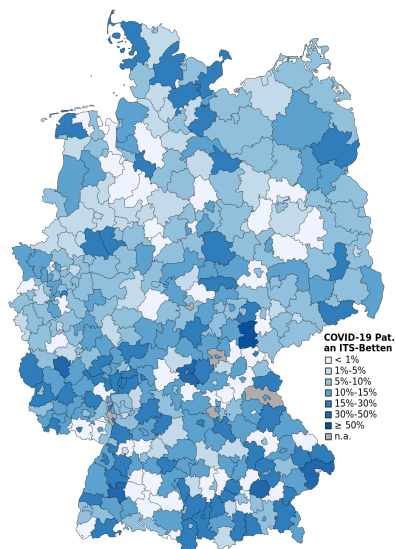 COVID-19 Pat.
an ITS-Betten
< 1%
1%-5%
5%-10%
10%-15%
15%-30%
30%-50%
≥ 50%
n.a.